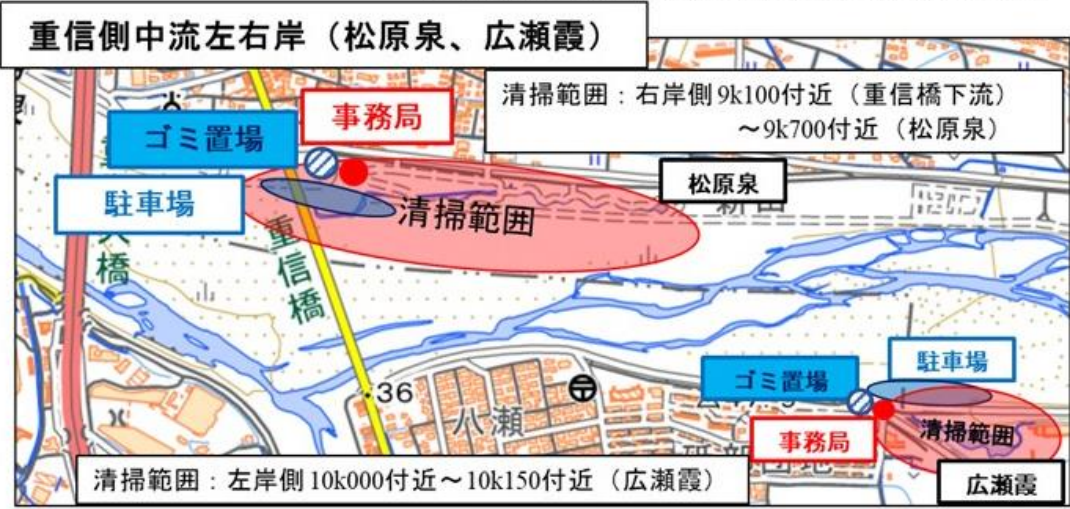 重信側中流左右岸（松原泉、広瀬霞）
清掃範囲：右岸側9k100付近（重信橋下流）
～9k700付近（松原泉）
事務局
ゴミ置場
駐車場
松原泉
清掃範囲
重信橋
大橋
36
八瀬
駐車場
ゴミ置場
事務局
清掃範囲
広瀬霞
清掃範囲：左岸側10k000付近～10k150付近（広瀬霞）